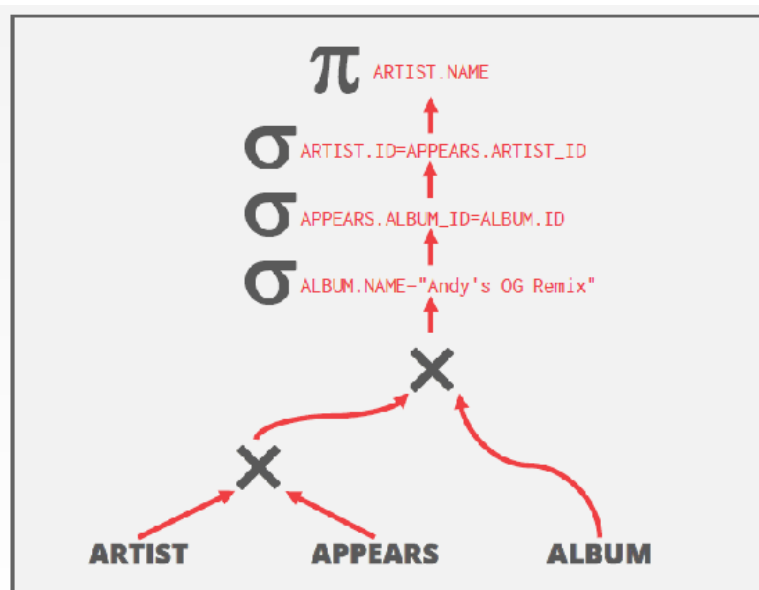 π ARTIST.NAME
σ ARTIST.ID=APPEARS.ARTIST_ID
σ APPEARS.ALBUM_ID=ALBUM.ID
σ ALBUM.NAME="Andy's OG Remix"
×
×
ARTIST APPEARS ALBUM